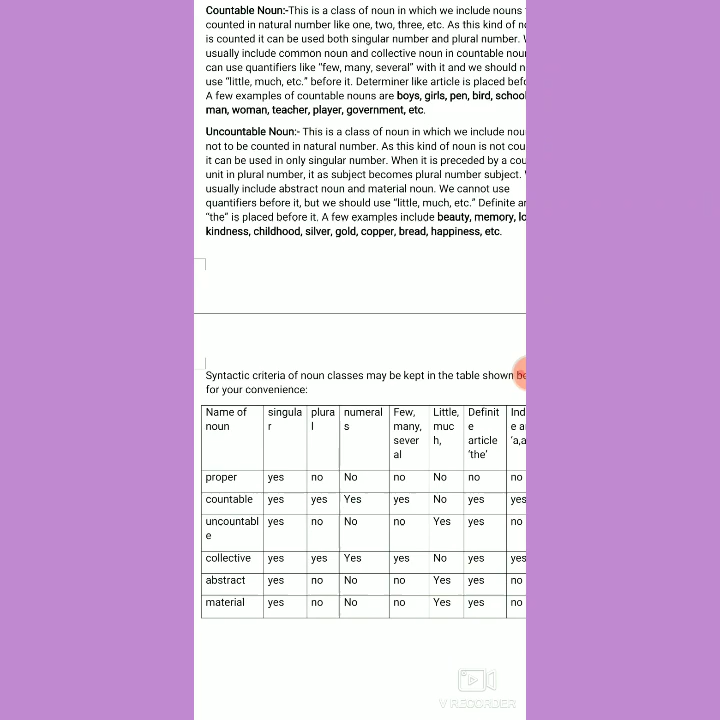 Countable Noun:-This is a class of noun in which we include nouns
counted in natural number like one, two, three, etc. As this kind of
is counted it can be used both singular number and plural number.
usually include common noun and collective noun in countable
can use quantifiers like “few, many, several” with it and we should
use “little, much, etc.” before it. Determiner like article is placed
A few examples of countable nouns are boys, girls, pen, bird,
man, woman, teacher, player, government, etc.
Uncountable Noun:- This is a class of noun in which we include
not to be counted in natural number. As this kind of noun is not
it can be used in only singular number. When it is preceded by a
unit in plural number, it as subject becomes plural number subject.
usually include abstract noun and material noun. We cannot use
quantifiers before it, but we should use “little, much, etc.” Definite
“the” is placed before it. A few examples include beauty, memory,
kindness, childhood, silver, gold, copper, bread, happiness, etc.
Syntactic criteria of noun classes may be kept in the table shown
for your convenience:
Name of noun singular plural numerals Few, many, several Little, much, Definite article ‘the’
proper yes no No no No no no
countable yes yes Yes yes No yes yes
uncountable yes no No no Yes yes no
collective yes yes Yes yes No yes yes
abstract yes no No no Yes yes no
material yes no No no Yes yes no
V RECORDER